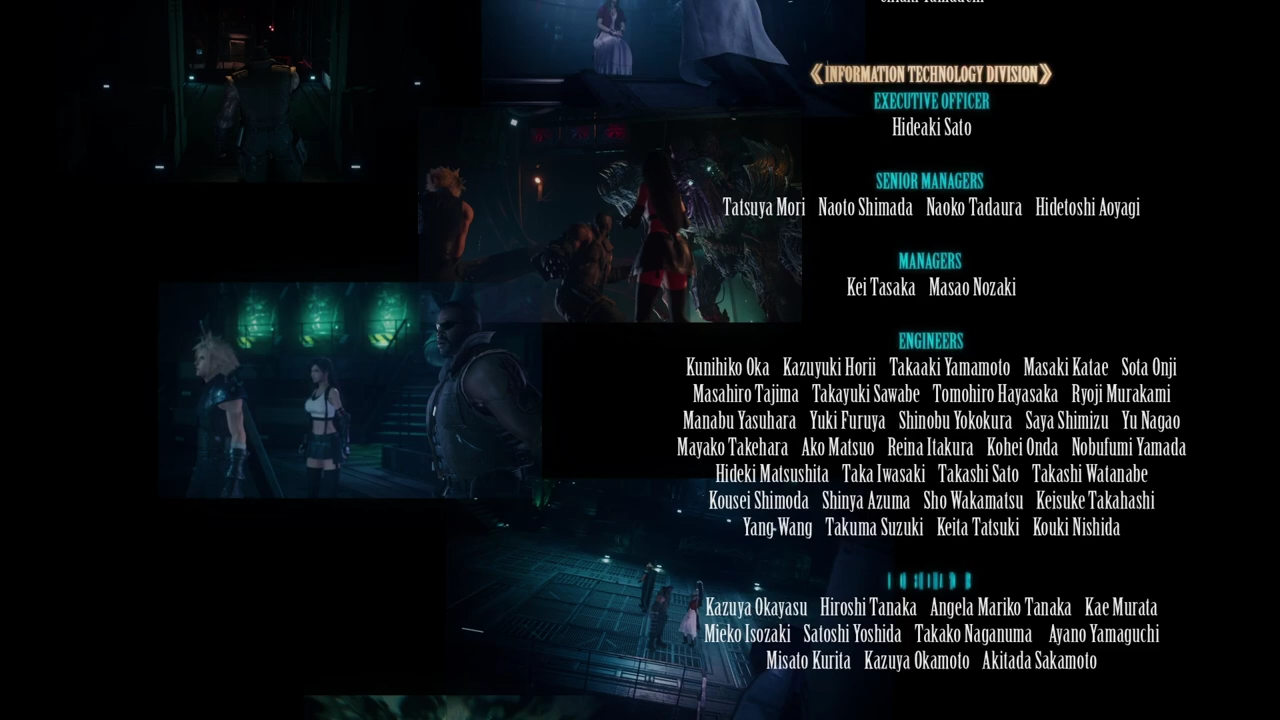 《INFORMATION TECHNOLOGY DIVISION》
EXECUTIVE OFFICER
Hideaki Sato
SENIOR MANAGERS
Tatsuya Mori Naoto Shimada Naoko Tadaura Hidetoshi Aoyagi
MANAGERS
Kei Tasaka Masao Nozaki
ENGINEERS
Kunihiko Oka Kazuyuki Horii Takaaki Yamamoto Masaki Katae Sota Onji
Masahiro Tajima Takayuki Sawabe Tomohiro Hayasaka Ryoji Murakami
Manabu Yasuhara Yuki Furuya Shinobu Yokokura Saya Shimizu Yu Nagao
Mayako Takehara Ako Matsuo Reina Itakura Kohei Onda Nobufumi Yamada
Hideki Matsushita Taka Iwasaki Takashi Sato Takashi Watanabe
Kousei Shimoda Shinya Azuma Sho Wakamatsu Keisuke Takahashi
Yang-Wang Takuma Suzuki Keita Tatsuki Kouki Nishida
Kazuya Okayasu Hiroshi Tanaka Angela Mariko Tanaka Kae Murata
Mieko Isozaki Satoshi Yoshida Takako Naganuma Ayano Yamaguchi
Misato Kurita Kazuya Okamoto Akitada Sakamoto